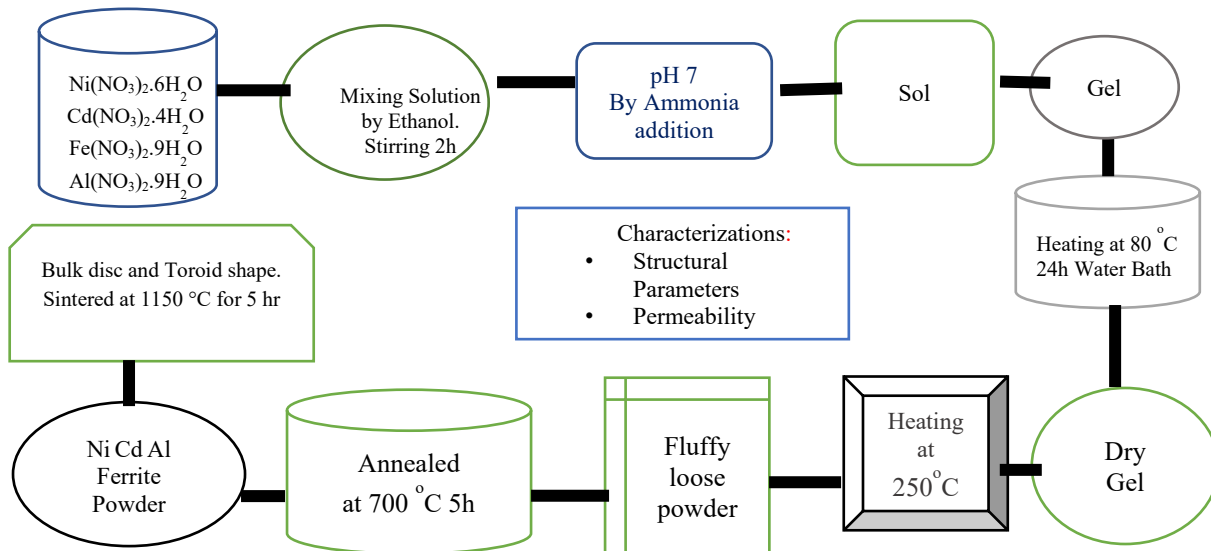 Ni(NO₃)₂.6H₂O
Cd(NO₃)₂.4H₂O
Fe(NO₃)₂.9H₂O
Al(NO₃)₂.9H₂O
Mixing Solution
by Ethanol.
Stirring 2h
pH 7
By Ammonia
addition
Sol
Gel
Heating at 80 °C
24h Water Bath
Dry
Gel
Heating
at
250°C
Fluffy
loose
powder
Annealed
at 700 °C 5h
Ni Cd Al
Ferrite
Powder
Bulk disc and Toroid shape.
Sintered at 1150 °C for 5 hr
Characterizations:
• Structural
Parameters
• Permeability